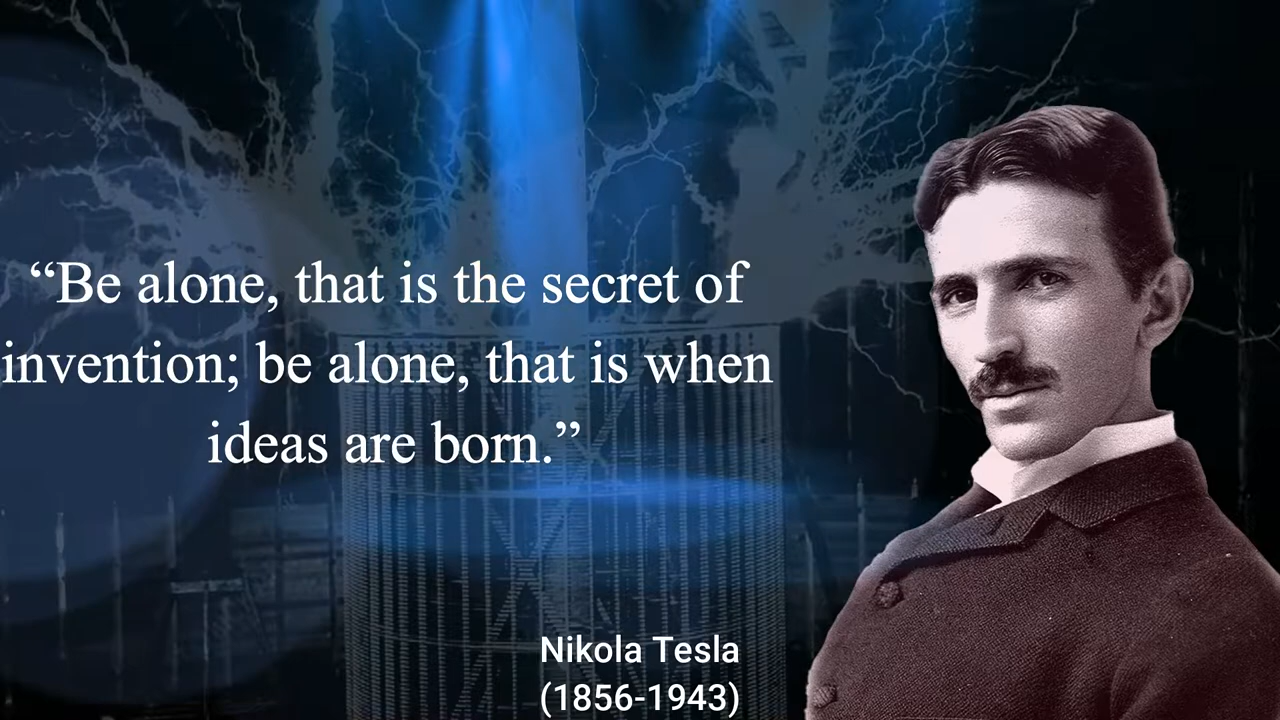 “Be alone, that is the secret of
invention; be alone, that is when
ideas are born.”
Nikola Tesla
(1856-1943)